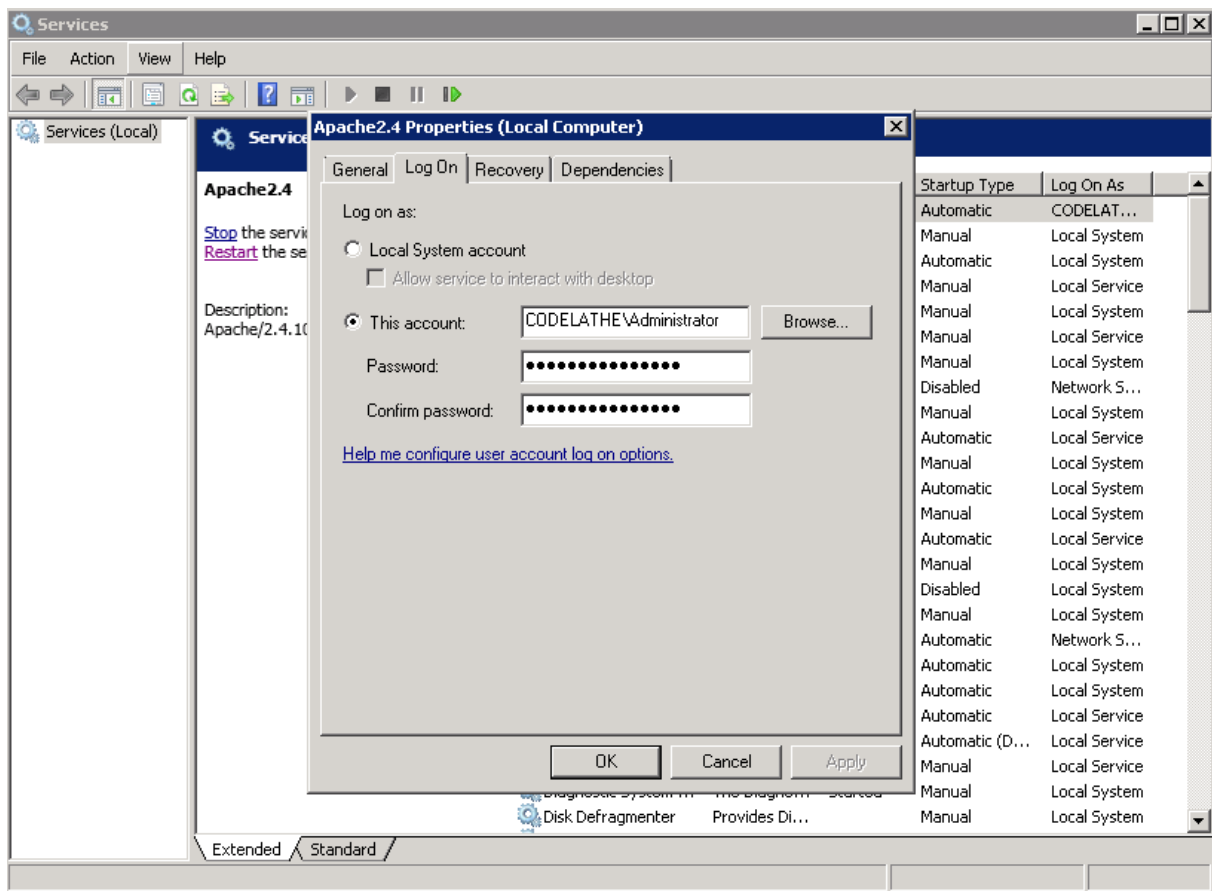 Services
File Action View Help
Services (Local)
Service
Apache2.4
Stop the servi
Restart the se
Description:
Apache/2.4.10
Apache2.4 Properties (Local Computer)
General Log On Recovery Dependencies
Log on as:
Local System account
Allow service to interact with desktop
This account: CODELATHE\Administrator Browse...
Password: ●●●●●●●●●●●●●●●
Confirm password: ●●●●●●●●●●●●●●●
Help me configure user account log on options.
OK Cancel Apply
Startup Type Log On As
Automatic CODELAT...
Manual Local System
Automatic Local System
Manual Local Service
Manual Local System
Manual Local Service
Manual Local System
Disabled Network S...
Manual Local System
Automatic Local Service
Manual Local System
Automatic Local System
Manual Local System
Automatic Local Service
Manual Local System
Disabled Local System
Manual Local System
Automatic Network S...
Automatic Local System
Automatic Local System
Automatic Local Service
Automatic (D... Local Service
Manual Local Service
Manual Local System
Disk Defragmenter Provides Di... Manual Local System
Extended Standard